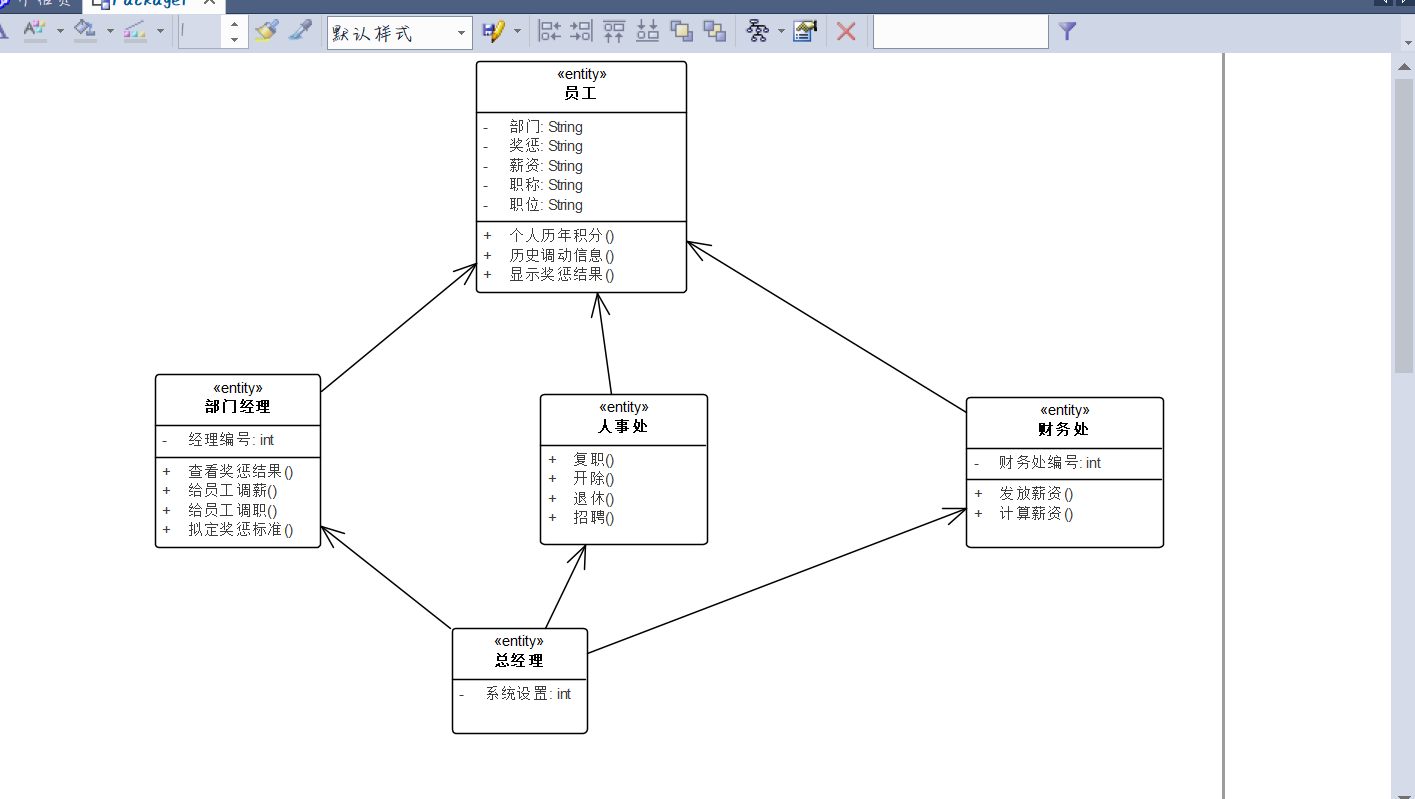 默认样式
«entity»
员工
- 部门: String
- 奖惩: String
- 薪资: String
- 职称: String
- 职位: String
+ 个人历年积分()
+ 历史调动信息()
+ 显示奖惩结果()
«entity»
部门经理
- 经理编号: int
+ 查看奖惩结果()
+ 给员工调薪()
+ 给员工调职()
+ 拟定奖惩标准()
«entity»
人事处
+ 复职()
+ 开除()
+ 退休()
+ 招聘()
«entity»
财务处
- 财务处编号: int
+ 发放薪资()
+ 计算薪资()
«entity»
总经理
- 系统设置: int